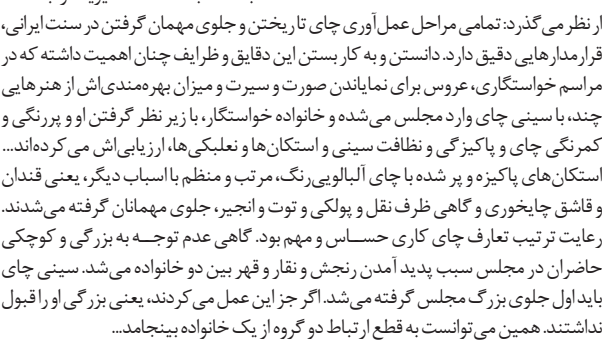 از نظر می‌گذرد: تمامی مراحل عمل‌آوری چای تا ریختن و جلوی مهمان گرفتن در سنت ایرانی،
قرارمدارهایی دقیق دارد. دانستن و به کار بستن این دقایق و ظرایف چنان اهمیت داشته که در
مراسم خواستگاری، عروس برای نمایاندن صورت و سیرت و میزان بهره‌مندی‌اش از هنرهایی
چند، با سینی چای وارد مجلس می‌شده و خانواده خواستگار، با زیر نظر گرفتن او و پررنگی و
کمرنگی چای و پاکیزگی و نظافت سینی و استکان‌ها و نعلبکی‌ها، ارزیابی‌اش می‌کرده‌اند...
استکان‌های پاکیزه و پر شده با چای آلبالویی‌رنگ، مرتب و منظم با اسباب دیگر، یعنی قندان
و قاشق چایخوری و گاهی ظرف نقل و پولکی و توت و انجیر، جلوی مهمانان گرفته می‌شدند.
رعایت ترتیب تعارف چای کاری حساس و مهم بود. گاهی عدم توجه به بزرگی و کوچکی
حاضران در مجلس سبب پدید آمدن رنجش و نقار و قهر بین دو خانواده می‌شد. سینی چای
باید اول جلوی بزرگ مجلس گرفته می‌شد. اگر جز این عمل می‌کردند، یعنی بزرگی او را قبول
نداشتند. همین می‌توانست به قطع ارتباط دو گروه از یک خانواده بینجامد...